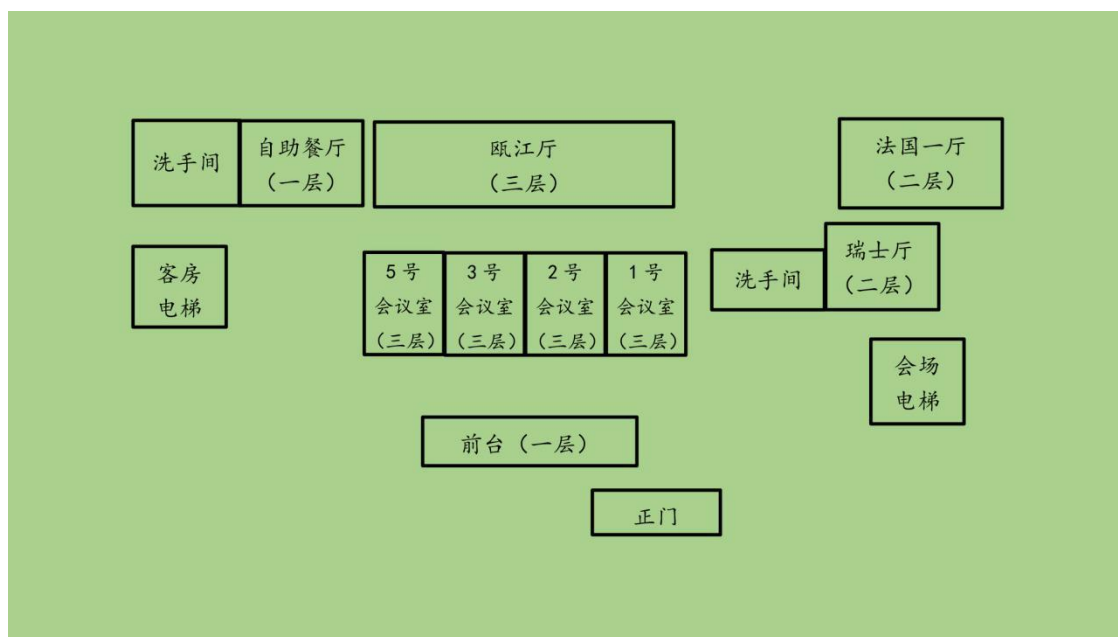 洗手间
自助餐厅
（一层）
瓯江厅
（三层）
法国一厅
（二层）
客房
电梯
5号
会议室
（三层）
3号
会议室
（三层）
2号
会议室
（三层）
1号
会议室
（三层）
洗手间
瑞士厅
（二层）
会场
电梯
前台（一层）
正门